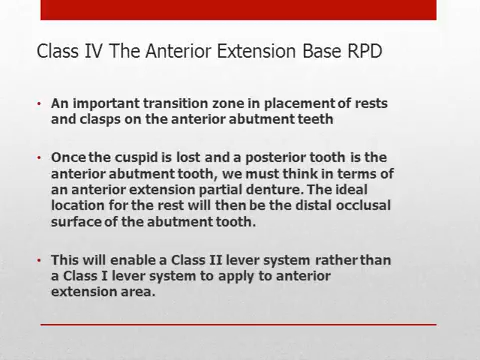 Class IV The Anterior Extension Base RPD
• An important transition zone in placement of rests
and clasps on the anterior abutment teeth
• Once the cuspid is lost and a posterior tooth is the
anterior abutment tooth, we must think in terms of
an anterior extension partial denture. The ideal
location for the rest will then be the distal occlusal
surface of the abutment tooth.
• This will enable a Class II lever system rather than
a Class I lever system to apply to anterior
extension area.